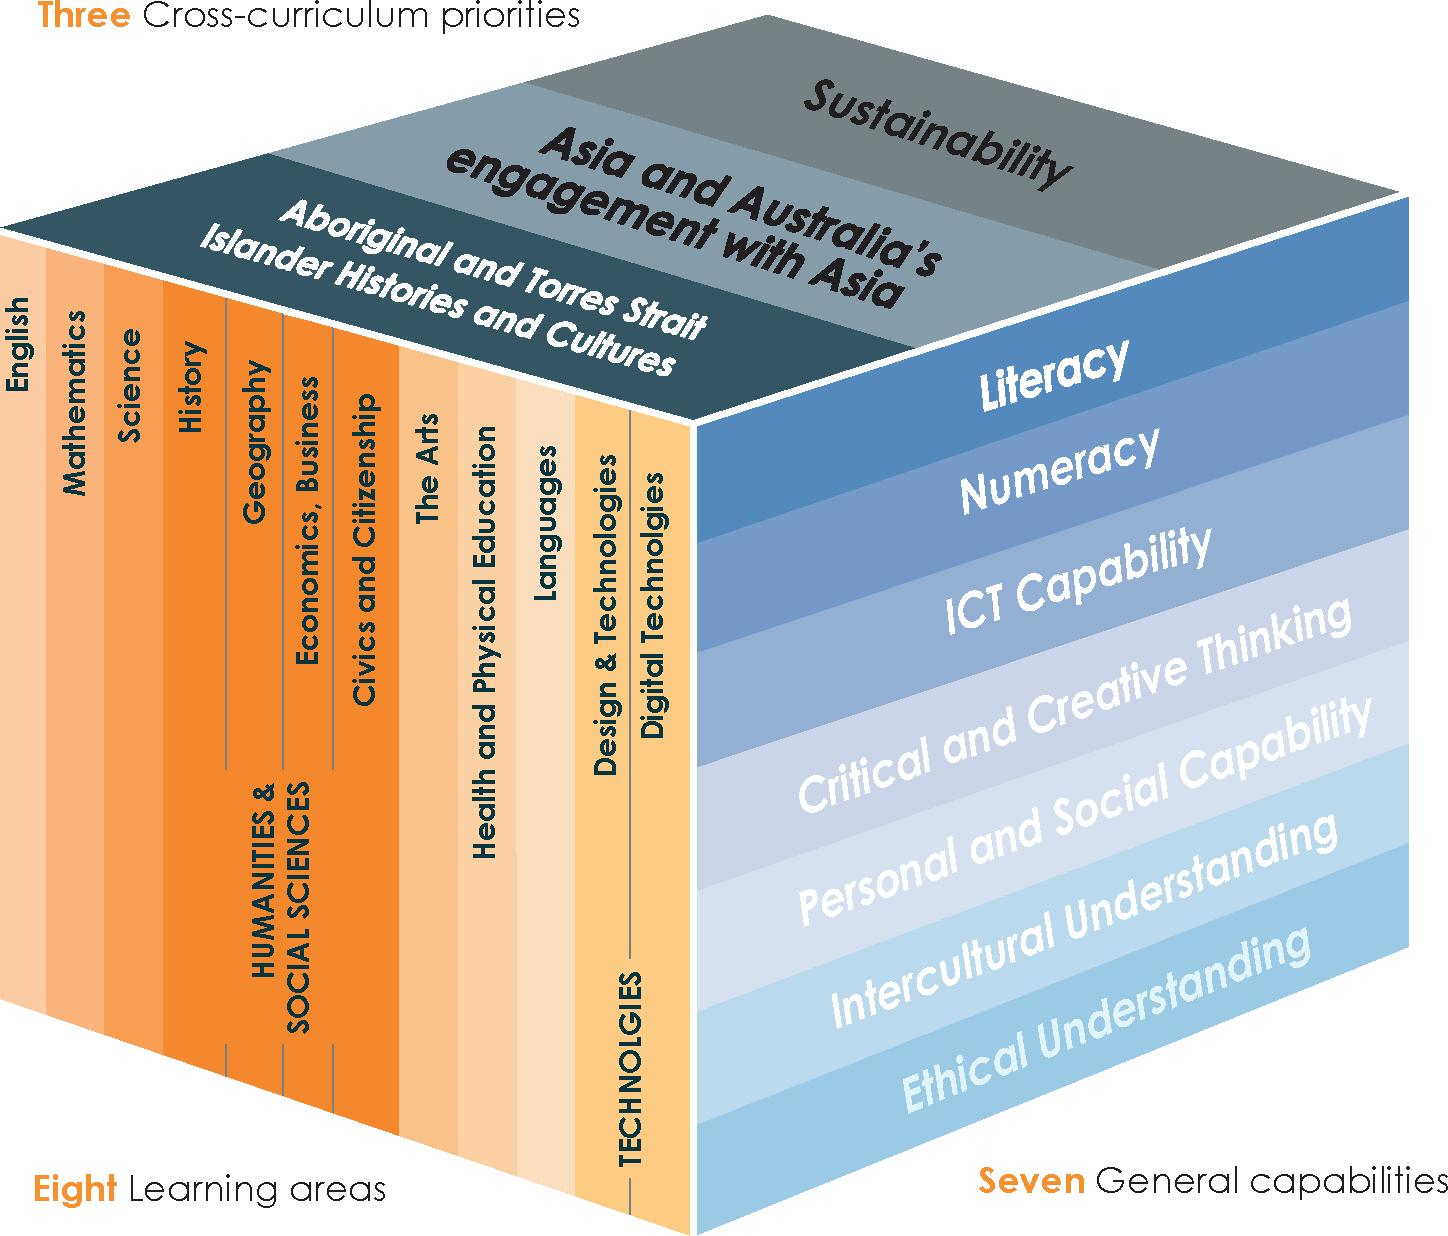 Three Cross-curriculum priorities
Sustainability
Asia and Australia's
engagement with Asia
Aboriginal and Torres Strait
Islander Histories and Cultures
English
Mathematics
Science
History
Geography
Economics, Business
Civics and Citizenship
HUMANITIES &
SOCIAL SCIENCES
The Arts
Health and Physical Education
Languages
Design & Technologies
Digital Technolgies
TECHNOLGIES
Literacy
Numeracy
ICT Capability
Critical and Creative Thinking
Personal and Social Capability
Intercultural Understanding
Ethical Understanding
Eight Learning areas
Seven General capabilities